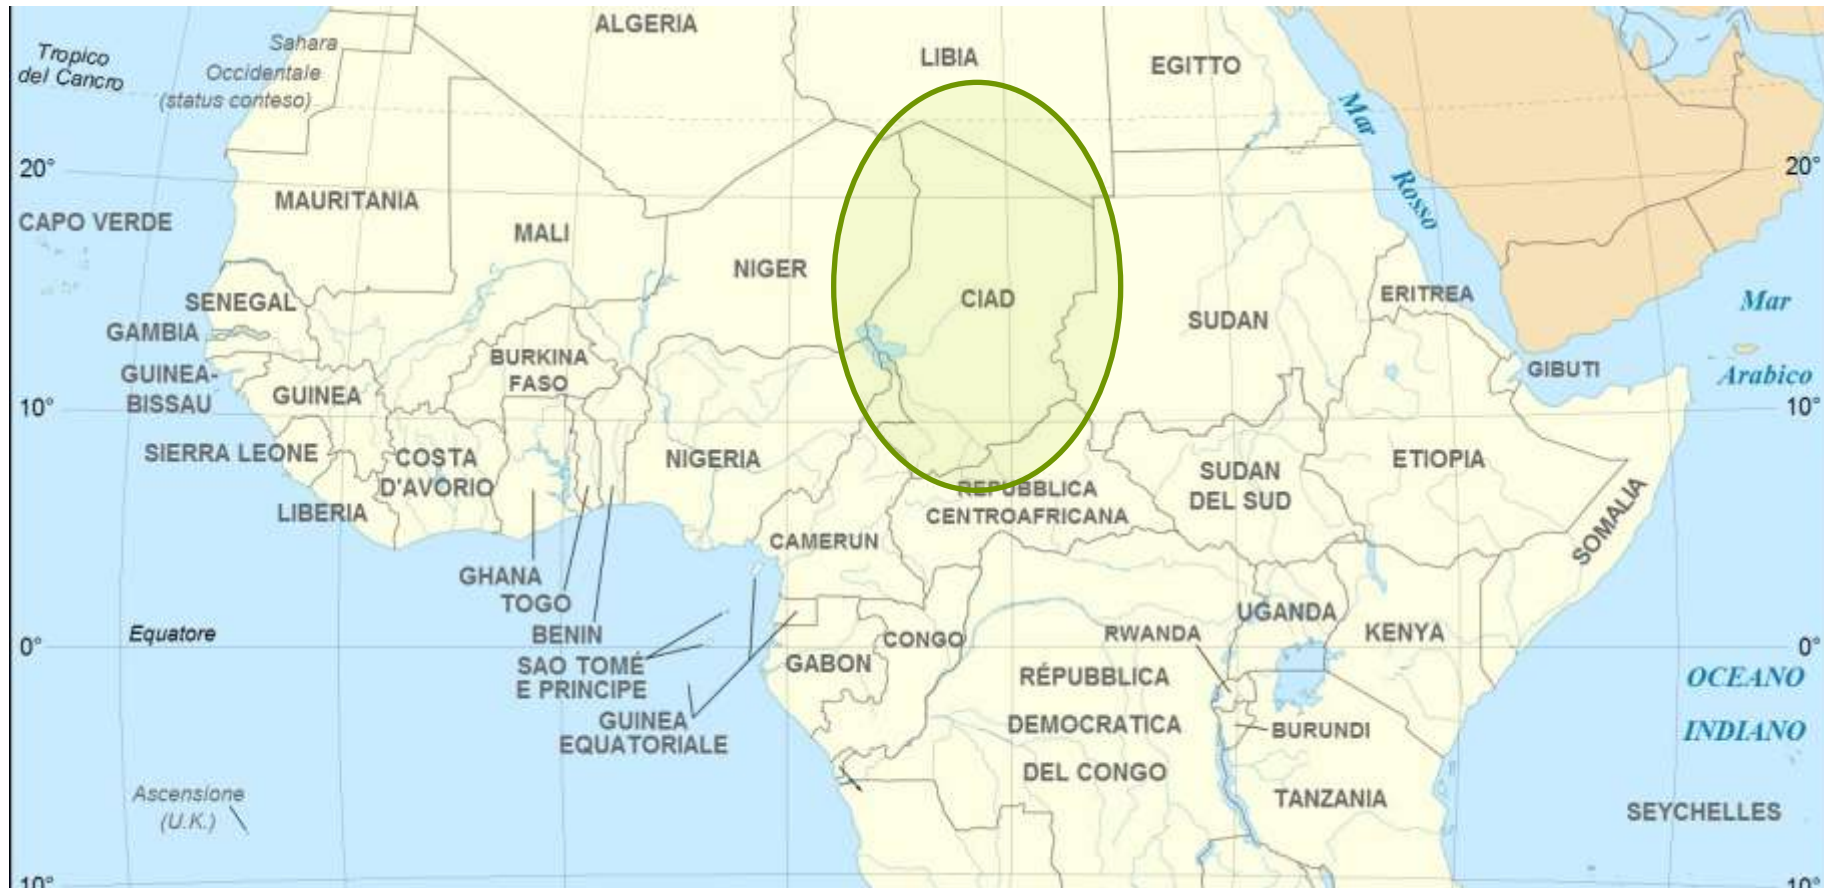 ALGERIA
LIBIA
EGITTO
Tropico
del Cancro
Sahara
Occidentale
(status conteso)
Mar
Rosso
20°
20°
CAPO VERDE
MAURITANIA
MALI
NIGER
CIAD
SUDAN
ERITREA
Mar
Arabico
SENEGAL
GAMBIA
GUINEA-
BISSAU
GUINEA
BURKINA
FASO
GIBUTI
10°
10°
SIERRA LEONE
COSTA
D'AVORIO
LIBERIA
NIGERIA
REPUBBLICA
CENTROAFRICANA
SUDAN
DEL SUD
ETIOPIA
SOMALIA
CAMERUN
GHANA
TOGO
BENIN
SAO TOMÉ
E PRINCIPE
GUINEA
EQUATORIALE
Equatore
0°
0°
GABON
CONGO
RWANDA
UGANDA
KENYA
RÉPUBBLICA
DEMOCRATICA
DEL CONGO
BURUNDI
TANZANIA
OCEANO
INDIANO
SEYCHELLES
Ascensione
(U.K.)
10°
10°